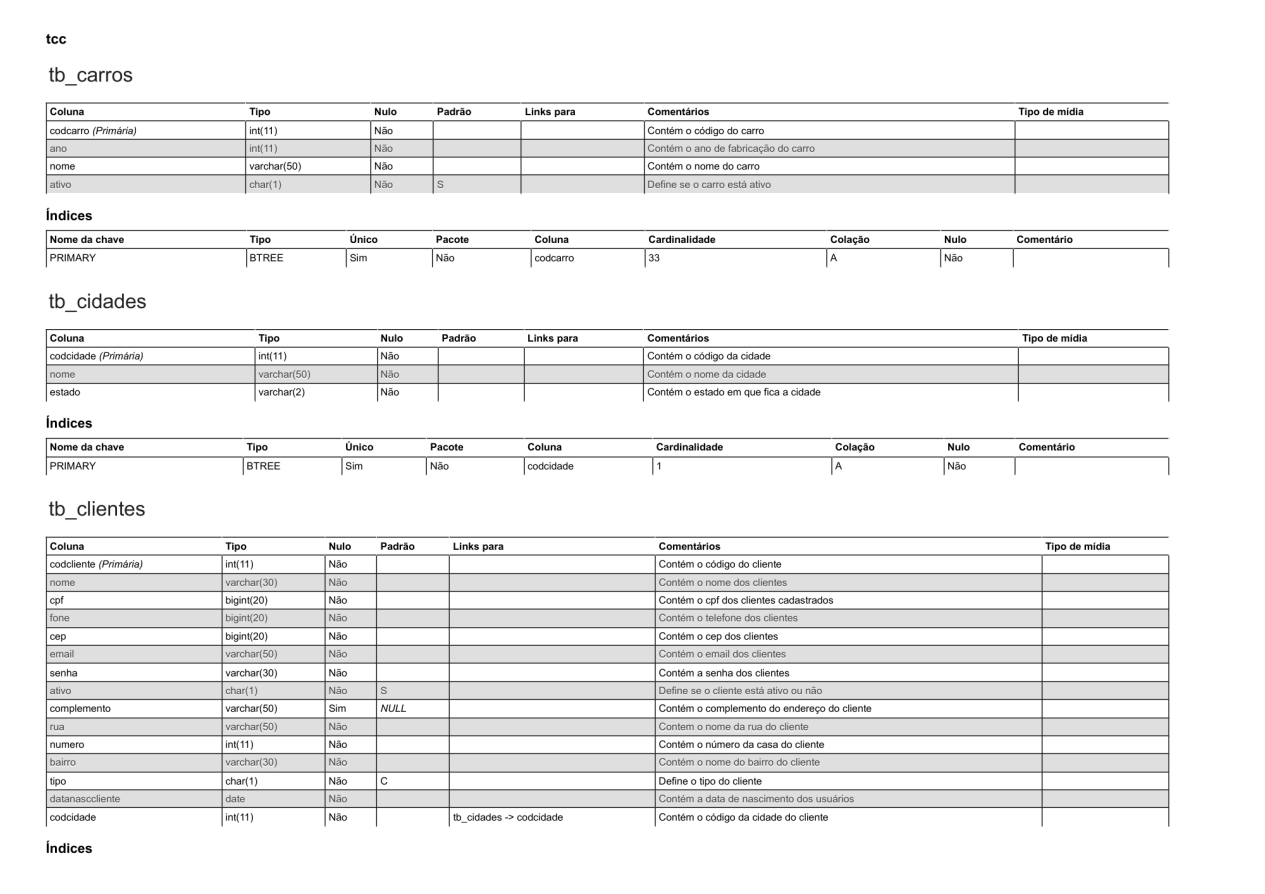 tcc
tb_carros
Coluna Tipo Nulo Padrão Links para Comentários Tipo de mídia
codcarro (Primária) int(11) Não Contém o código do carro
ano int(11) Não Contém o ano de fabricação do carro
nome varchar(50) Não Contém o nome do carro
ativo char(1) Não S Define se o carro está ativo
Índices
Nome da chave Tipo Único Pacote Coluna Cardinalidade Colação Nulo Comentário
PRIMARY BTREE Sim Não codcarro 33 A Não
tb_cidades
Coluna Tipo Nulo Padrão Links para Comentários Tipo de mídia
codcidade (Primária) int(11) Não Contém o código da cidade
nome varchar(50) Não Contém o nome da cidade
estado varchar(2) Não Contém o estado em que fica a cidade
Índices
Nome da chave Tipo Único Pacote Coluna Cardinalidade Colação Nulo Comentário
PRIMARY BTREE Sim Não codcidade 1 A Não
tb_clientes
Coluna Tipo Nulo Padrão Links para Comentários Tipo de mídia
codcliente (Primária) int(11) Não Contém o código do cliente
nome varchar(30) Não Contém o nome dos clientes
cpf bigint(20) Não Contém o cpf dos clientes cadastrados
fone bigint(20) Não Contém o telefone dos clientes
cep bigint(20) Não Contém o cep dos clientes
email varchar(50) Não Contém o email dos clientes
senha varchar(30) Não Contém a senha dos clientes
ativo char(1) Não S Define se o cliente está ativo ou não
complemento varchar(50) Sim NULL Contém o complemento do endereço do cliente
rua varchar(50) Não Contem o nome da rua do cliente
numero int(11) Não Contém o número da casa do cliente
bairro varchar(30) Não Contém o nome do bairro do cliente
tipo char(1) Não C Define o tipo do cliente
datanasccliente date Não Contém a data de nascimento dos usuários
codcidade int(11) Não tb_cidades -> codcidade Contém o código da cidade do cliente
Índices